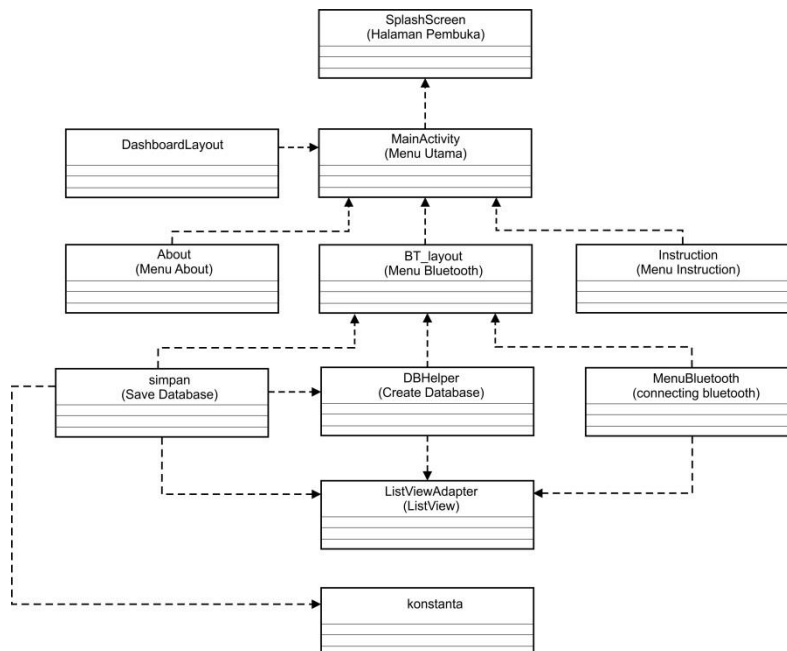 SplashScreen
(Halaman Pembuka)
DashboardLayout
MainActivity
(Menu Utama)
About
(Menu About)
BT_layout
(Menu Bluetooth)
Instruction
(Menu Instruction)
simpan
(Save Database)
DBHelper
(Create Database)
MenuBluetooth
(connecting bluetooth)
ListViewAdapter
(ListView)
konstanta